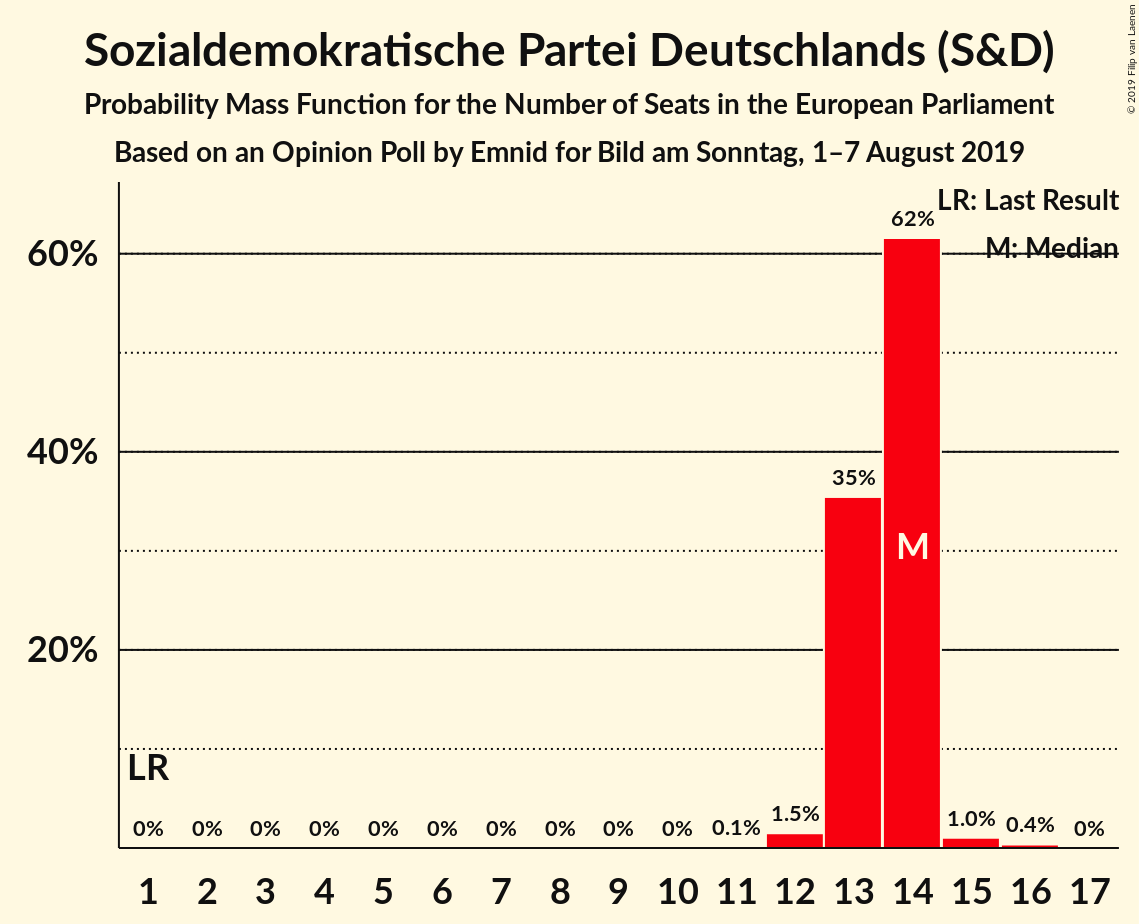 Sozialdemokratische Partei Deutschlands (S&D)
Probability Mass Function for the Number of Seats in the European Parliament
Based on an Opinion Poll by Emnid for Bild am Sonntag, 1–7 August 2019
© 2019 Filip van Laenen
LR: Last Result
M: Median
60%
40%
20%
62%
35%
M
LR
0% 0% 0% 0% 0% 0% 0% 0% 0% 0% 0.1% 1.5% 1.0% 0.4% 0%
1 2 3 4 5 6 7 8 9 10 11 12 13 14 15 16 17